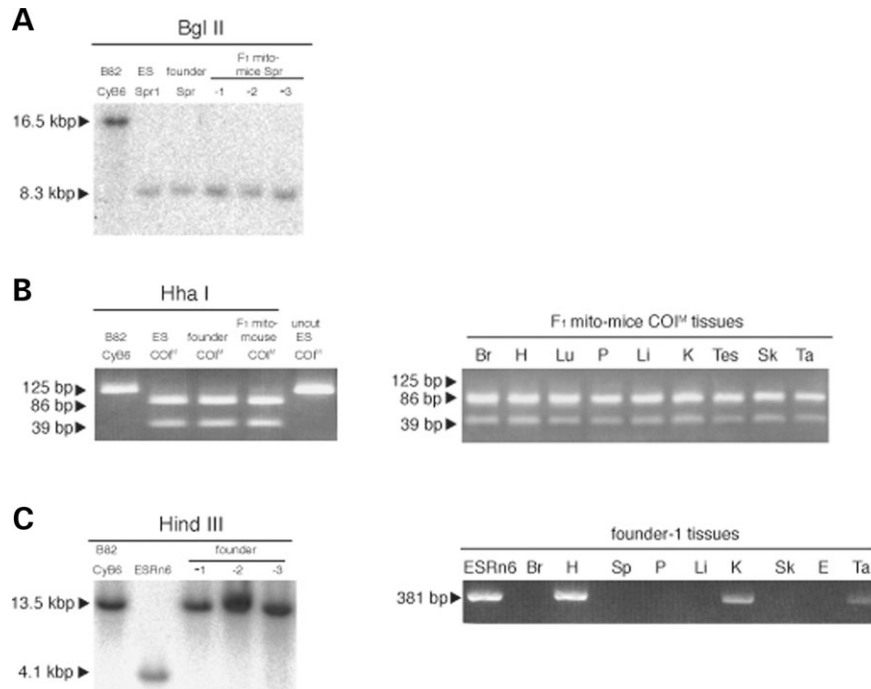 A
Bgl II
F1 mito-
B82 ES founder mice Spr
CyB6 Spr1 Spr -1 -2 -3
16.5 kbp
8.3 kbp
B
Hha I
F1 mito-
B82 ES founder mouse uncut ES
CyB6 COIᴹ COIᴹ COIᴹ COIᴹ
125 bp
86 bp
39 bp
F1 mito-mice COIᴹ tissues
Br H Lu P Li K Tes Sk Ta
125 bp
86 bp
39 bp
C
Hind III
B82 founder
CyB6 ESRn6 -1 -2 -3
13.5 kbp
4.1 kbp
founder-1 tissues
ESRn6 Br H Sp P Li K Sk E Ta
381 bp